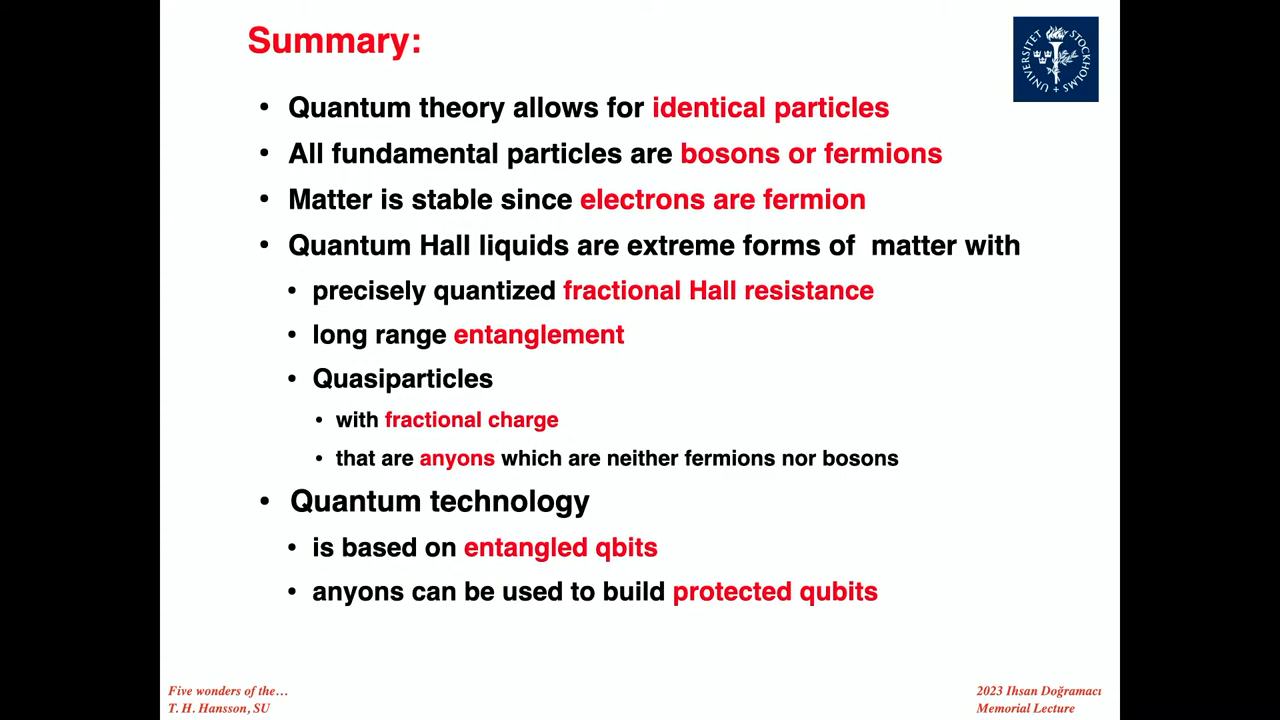 Summary:
UNIVERSITET STOCKHOLMS
• Quantum theory allows for identical particles
• All fundamental particles are bosons or fermions
• Matter is stable since electrons are fermion
• Quantum Hall liquids are extreme forms of  matter with
• precisely quantized fractional Hall resistance
• long range entanglement
• Quasiparticles
• with fractional charge
• that are anyons which are neither fermions nor bosons
• Quantum technology
• is based on entangled qbits
• anyons can be used to build protected qubits
Five wonders of the…
T. H. Hansson, SU
2023 Ihsan Doğramacı
Memorial Lecture